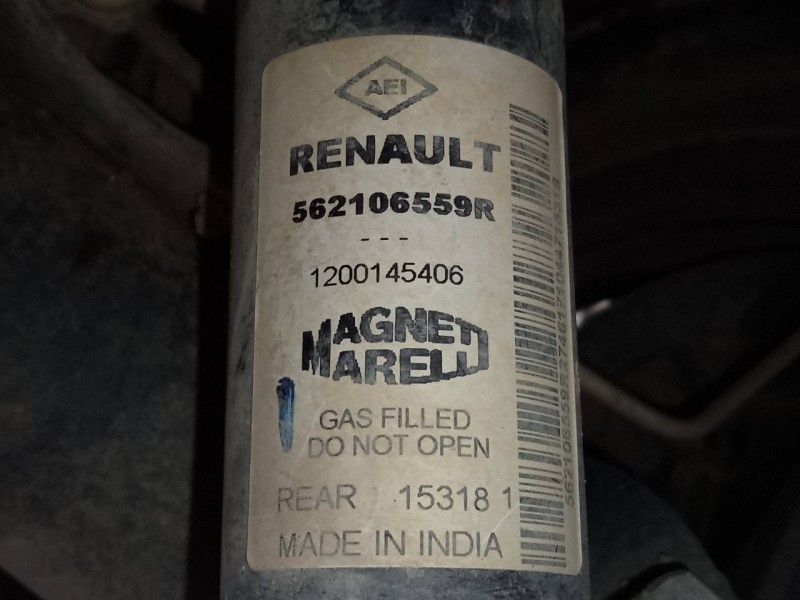 AEI
RENAULT
562106559R
- - -
1200145406
MAGNETI
MARELLI
GAS FILLED
DO NOT OPEN
REAR 15318 1
MADE IN INDIA